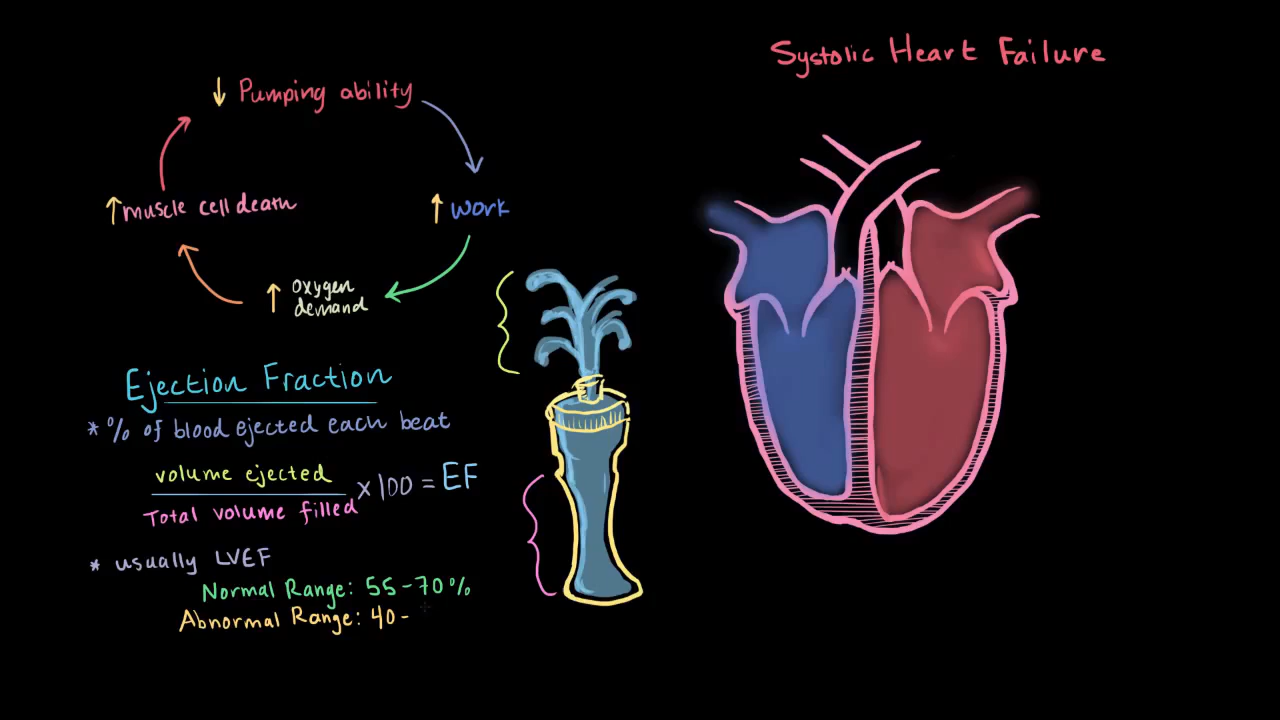 Systolic Heart Failure
↓ Pumping ability
↑ muscle cell death
↑ work
↑ oxygen
demand
Ejection Fraction
* % of blood ejected each beat
volume ejected
Total volume filled
x 100 = EF
* usually LVEF
Normal Range: 55-70%
Abnormal Range: 40-